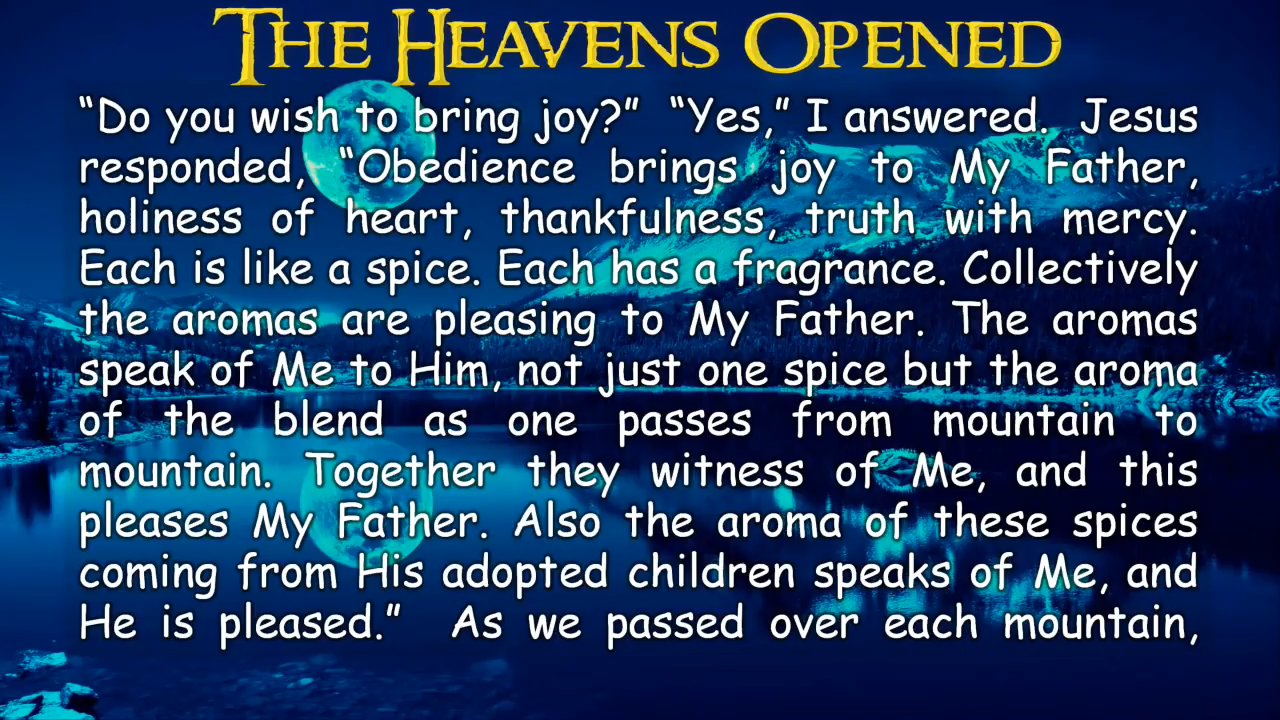 THE HEAVENS OPENED
“Do you wish to bring joy?”  “Yes,” I answered.  Jesus
responded, “Obedience brings joy to My Father,
holiness of heart, thankfulness, truth with mercy.
Each is like a spice. Each has a fragrance. Collectively
the aromas are pleasing to My Father. The aromas
speak of Me to Him, not just one spice but the aroma
of the blend as one passes from mountain to
mountain. Together they witness of Me, and this
pleases My Father. Also the aroma of these spices
coming from His adopted children speaks of Me, and
He is pleased.”  As we passed over each mountain,